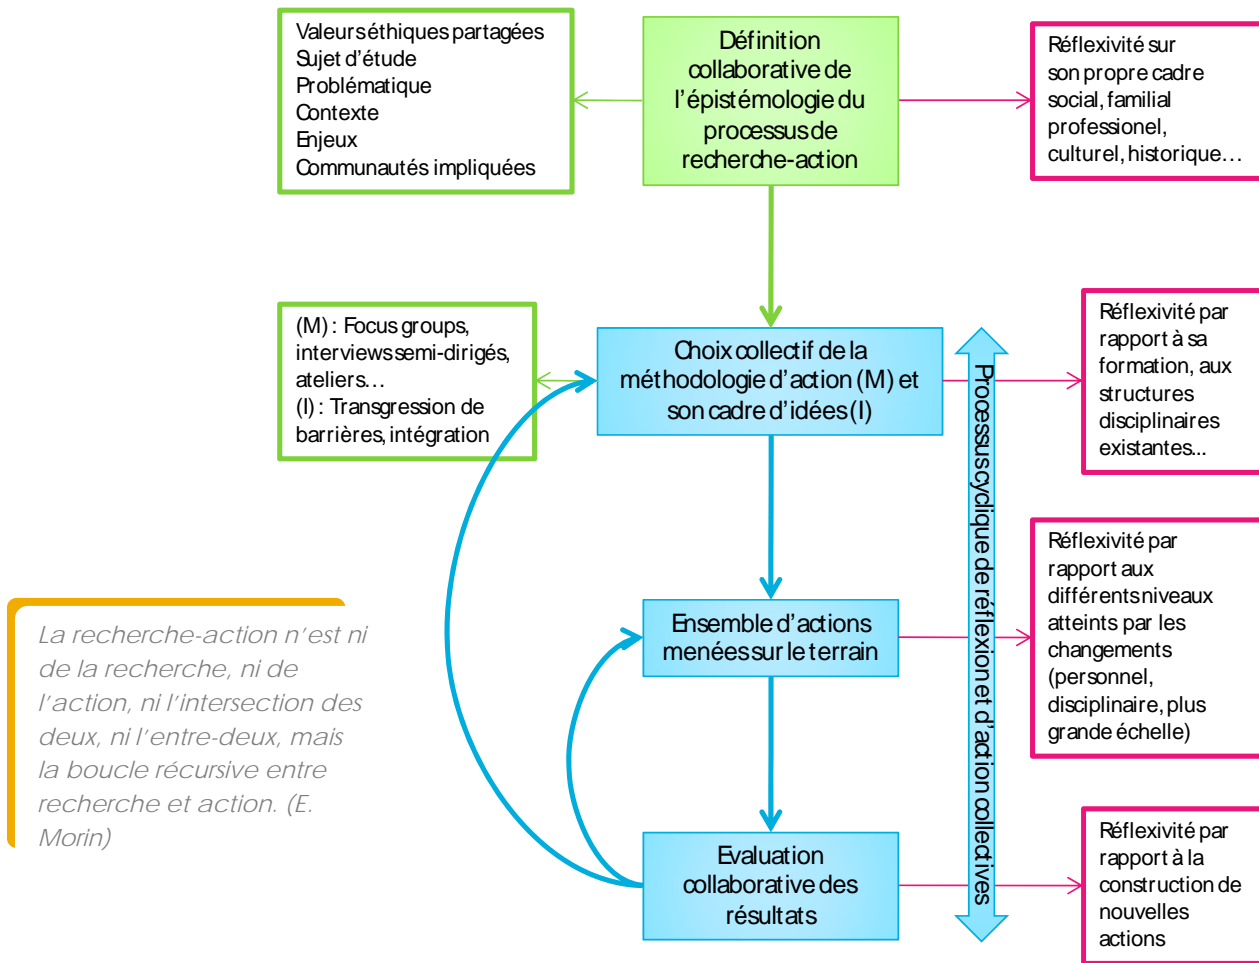 Valeurs éthiques partagées
Sujet d'étude
Problématique
Contexte
Enjeux
Communautés impliquées
Définition
collaborative de
l'épistémologie du
processus de
recherche-action
Réflexivité sur
son propre cadre
social, familial
professionel,
culturel, historique…
(M) : Focus groups,
interviews semi-dirigés,
ateliers…
(I) : Transgression de
barrières, intégration
Choix collectif de la
méthodologie d'action (M) et
son cadre d'idées (I)
Processus cyclique de réflexion et d'action collectives
Réflexivité par
rapport à sa
formation, aux
structures
disciplinaires
existantes...
La recherche-action n'est ni
de la recherche, ni de
l'action, ni l'intersection des
deux, ni l'entre-deux, mais
la boucle récursive entre
recherche et action. (E.
Morin)
Ensemble d'actions
menées sur le terrain
Réflexivité par
rapport aux
différents niveaux
atteints par les
changements
(personnel,
disciplinaire, plus
grande échelle)
Evaluation
collaborative des
résultats
Réflexivité par
rapport à la
construction de
nouvelles
actions